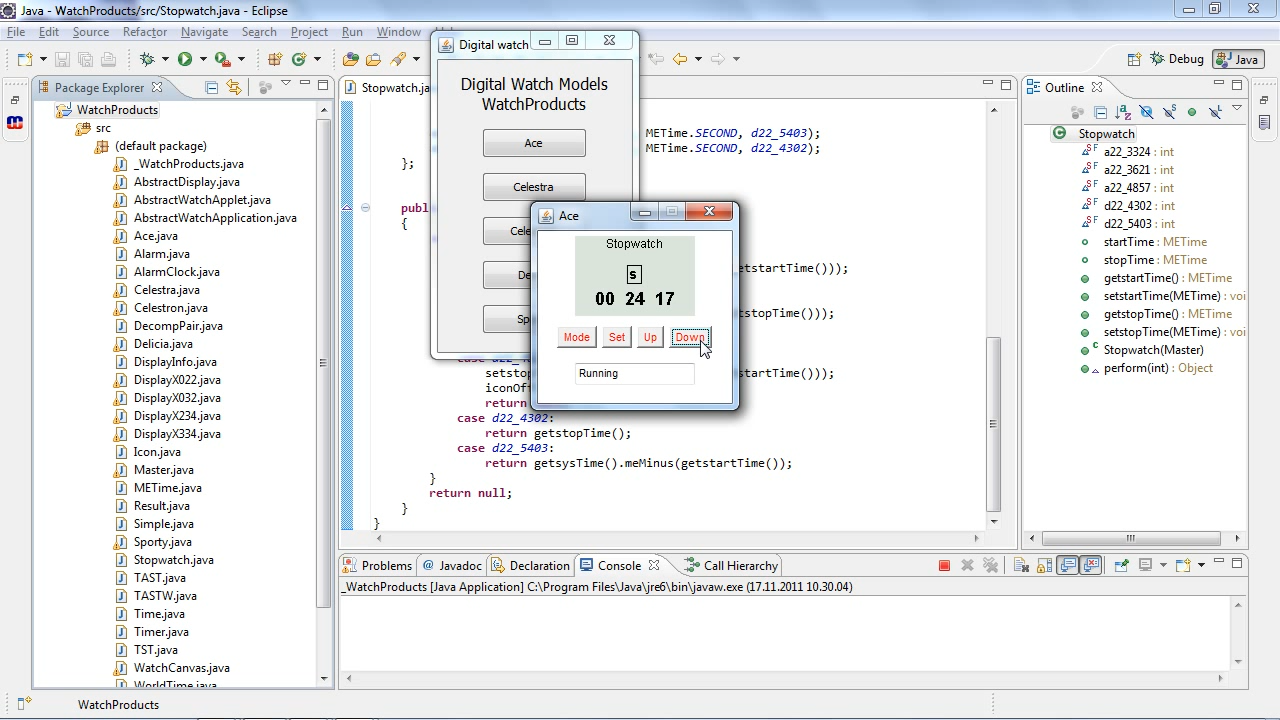 Java - WatchProducts/src/Stopwatch.java - Eclipse
File Edit Source Refactor Navigate Search Project Run Window
Debug
Java
Package Explorer
WatchProducts
src
(default package)
_WatchProducts.java
AbstractDisplay.java
AbstractWatchApplet.java
AbstractWatchApplication.java
Ace.java
Alarm.java
AlarmClock.java
Celestra.java
Celestron.java
DecompPair.java
Delicia.java
DisplayInfo.java
DisplayX022.java
DisplayX032.java
DisplayX234.java
DisplayX334.java
Icon.java
Master.java
METime.java
Result.java
Simple.java
Sporty.java
Stopwatch.java
TAST.java
TASTW.java
Time.java
Timer.java
TST.java
WatchCanvas.java
WorldTime.java
Stopwatch.ja
METime.SECOND, d22_5403);
METime.SECOND, d22_4302);
};
publ
{
etstartTime()));
stopTime()));
case d22_4
setstop
startTime()));
iconOf
return
case d22_4302:
return getstopTime();
case d22_5403:
return getsysTime().meMinus(getstartTime());
}
return null;
}
}
Digital watch
Digital Watch Models
WatchProducts
Ace
Celestra
Cele
De
Sp
Ace
Stopwatch
s
00 24 17
Mode Set Up Down
Running
Outline
Stopwatch
a22_3324 : int
a22_3621 : int
a22_4857 : int
d22_4302 : int
d22_5403 : int
startTime : METime
stopTime : METime
getstartTime() : METime
setstartTime(METime) : voi
getstopTime() : METime
setstopTime(METime) : voi
Stopwatch(Master)
perform(int) : Object
Problems @ Javadoc Declaration Console Call Hierarchy
_WatchProducts [Java Application] C:\Program Files\Java\jre6\bin\javaw.exe (17.11.2011 10.30.04)
WatchProducts